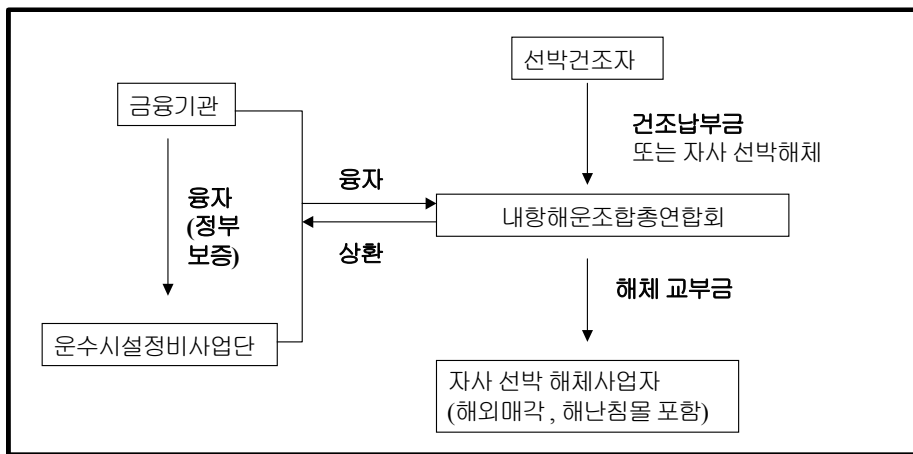 선박건조자
금융기관
건조납부금
또는 자사 선박해체
융자
(정부
보증)
융자
상환
내항해운조합총연합회
해체 교부금
운수시설정비사업단
자사 선박 해체사업자
(해외매각 , 해난침몰 포함)